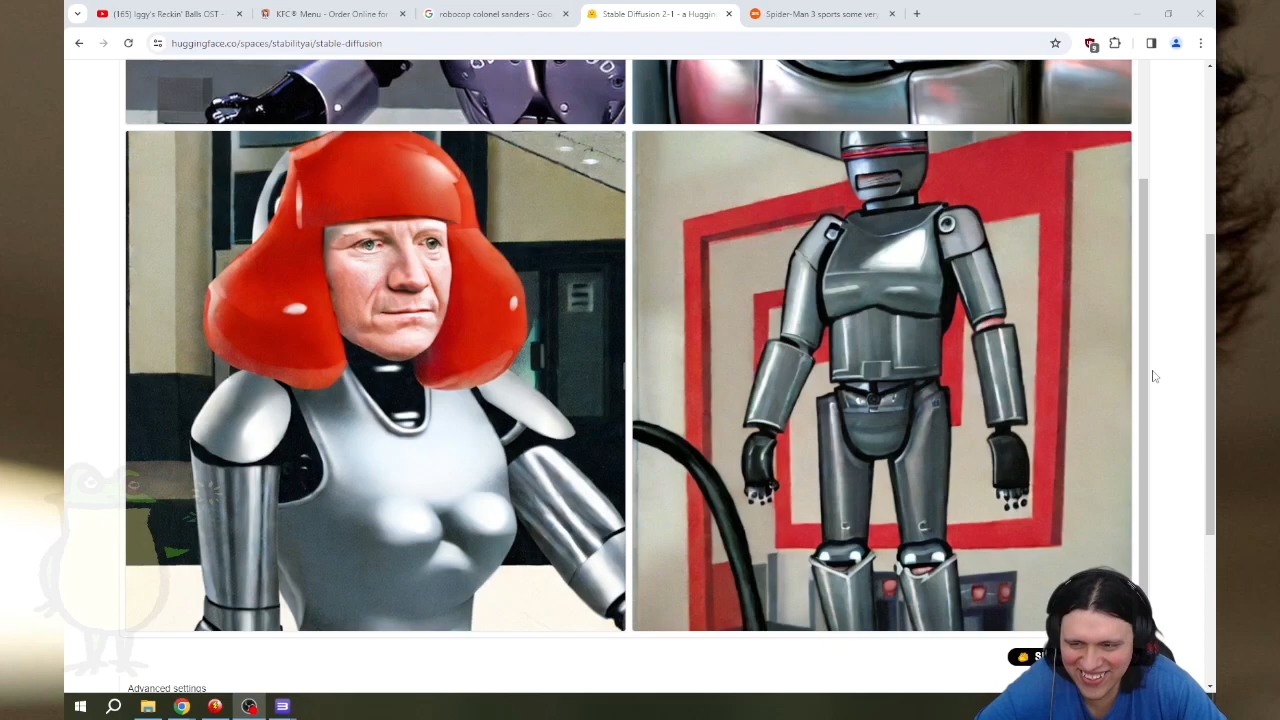 (165) Iggy's Reckin' Balls OST -
KFC® Menu - Order Online for
robocop colonel sanders - Goo
Stable Diffusion 2-1 - a Huggin
Spider-Man 3 sports some very
huggingface.co/spaces/stabilityai/stable-diffusion
9
Advanced settings